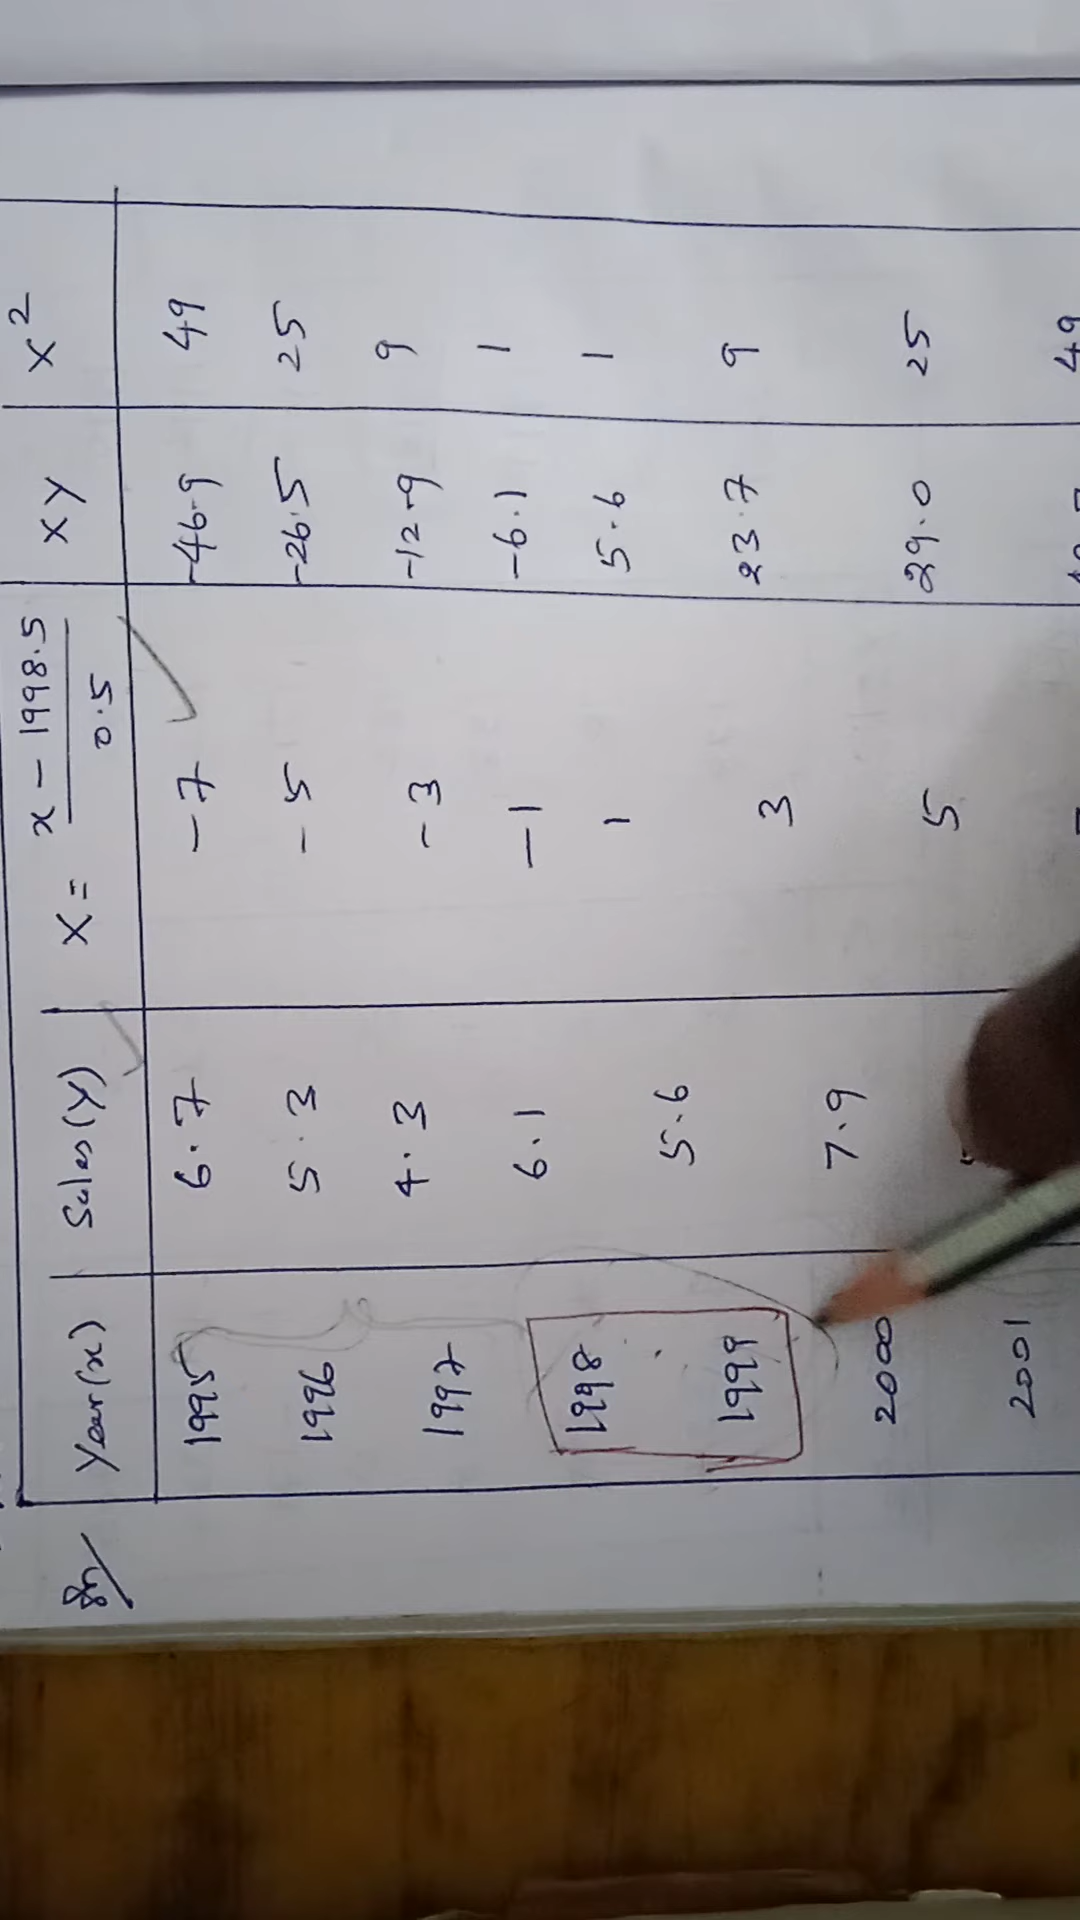 Year(x) Sales(y) X = x - 1998.5 / 0.5 XY X²
1995 6.7 -7 -46.9 49
1996 5.3 -5 -26.5 25
1997 4.3 -3 -12.9 9
1998 6.1 -1 -6.1 1
1999 5.6 1 5.6 1
2000 7.9 3 23.7 9
2001 5 29.0 25
49